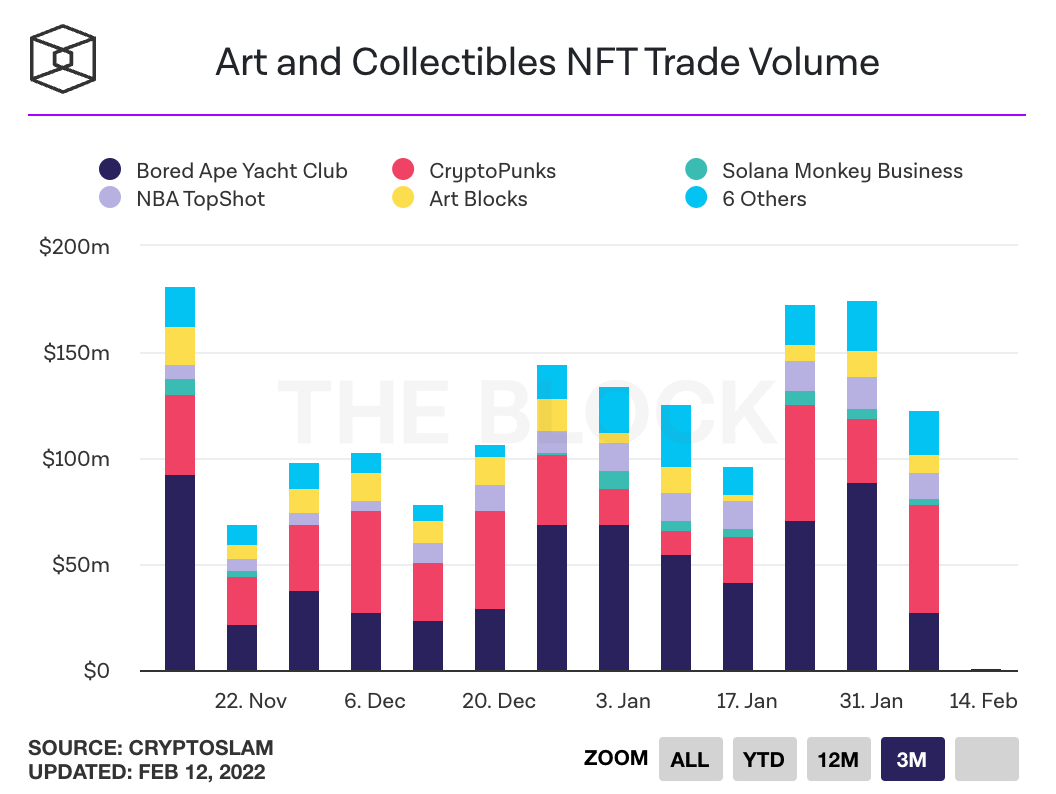 Art and Collectibles NFT Trade Volume
Bored Ape Yacht Club CryptoPunks Solana Monkey Business
NBA TopShot Art Blocks 6 Others
$200m
$150m
THE BLOCK
$100m
$50m
$0
22. Nov 6. Dec 20. Dec 3. Jan 17. Jan 31. Jan 14. Feb
SOURCE: CRYPTOSLAM
UPDATED: FEB 12, 2022
ZOOM ALL YTD 12M 3M